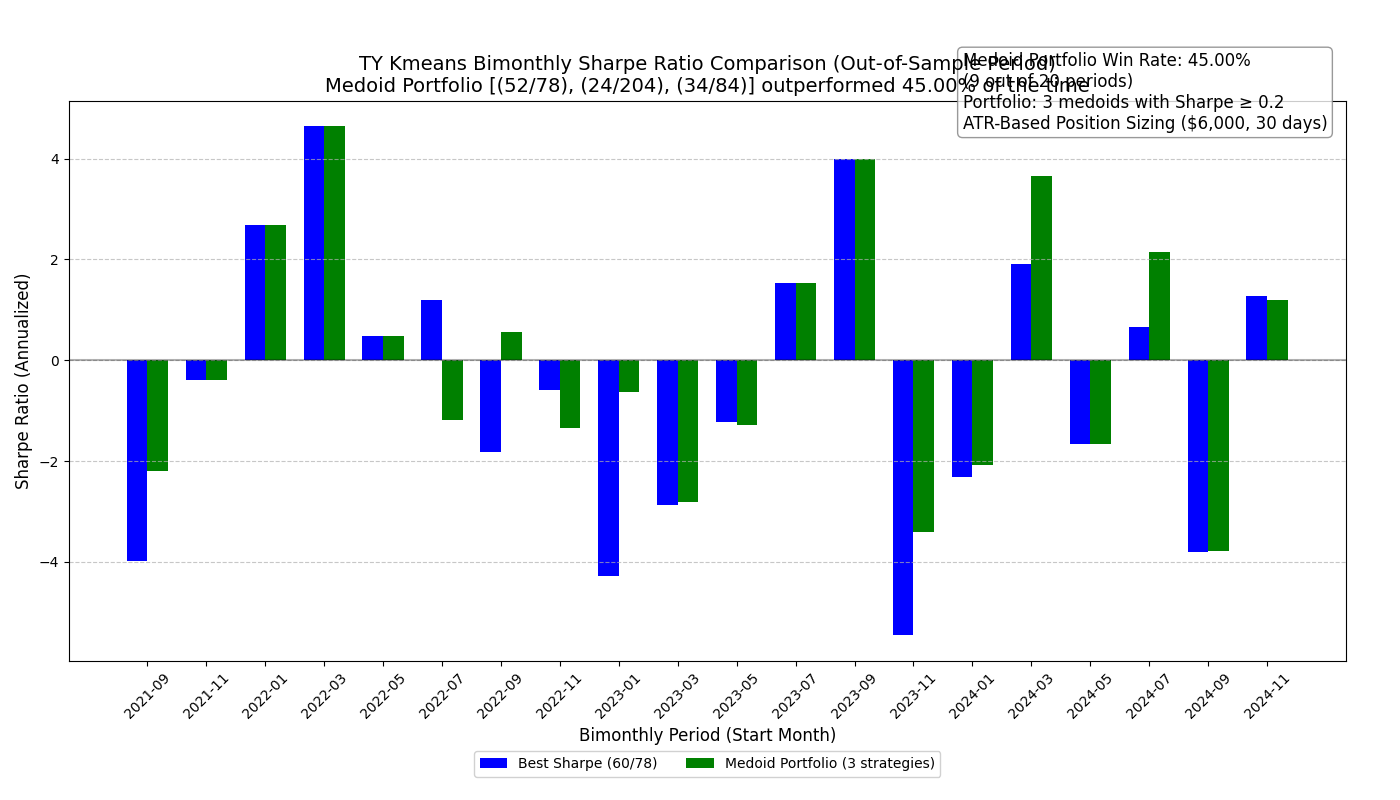 TY Kmeans Bimonthly Sharpe Ratio Comparison (Out-of-Sample Period)
Medoid Portfolio [(52/78), (24/204), (34/84)] outperformed 45.00% of the time
Medoid Portfolio Win Rate: 45.00%
(9 out of 20 periods)
Portfolio: 3 medoids with Sharpe ≥ 0.2
ATR-Based Position Sizing ($6,000, 30 days)
Sharpe Ratio (Annualized)
4
2
0
−2
−4
2021-09
2021-11
2022-01
2022-03
2022-05
2022-07
2022-09
2022-11
2023-01
2023-03
2023-05
2023-07
2023-09
2023-11
2024-01
2024-03
2024-05
2024-07
2024-09
2024-11
Bimonthly Period (Start Month)
Best Sharpe (60/78)
Medoid Portfolio (3 strategies)